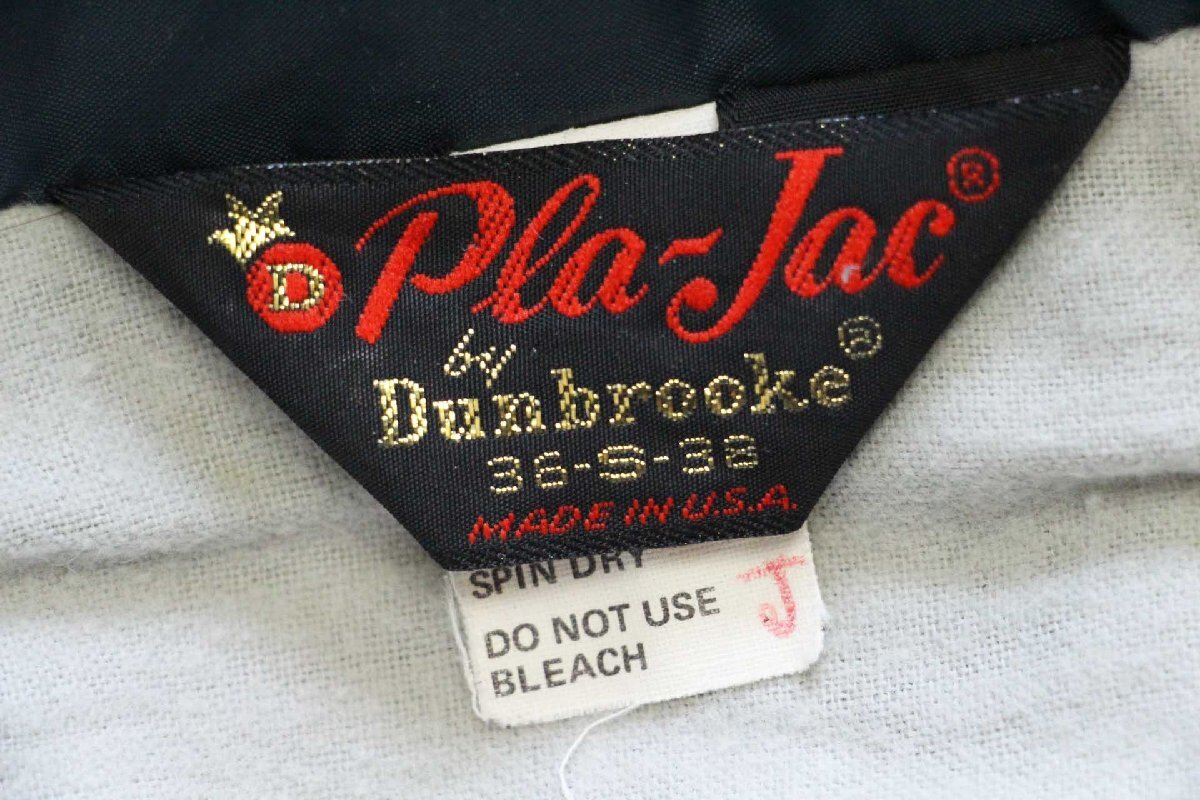 D
Pla-Jac®
by
Dunbrooke®
36-S-38
MADE IN U.S.A.
SPIN DRY
DO NOT USE
BLEACH
J